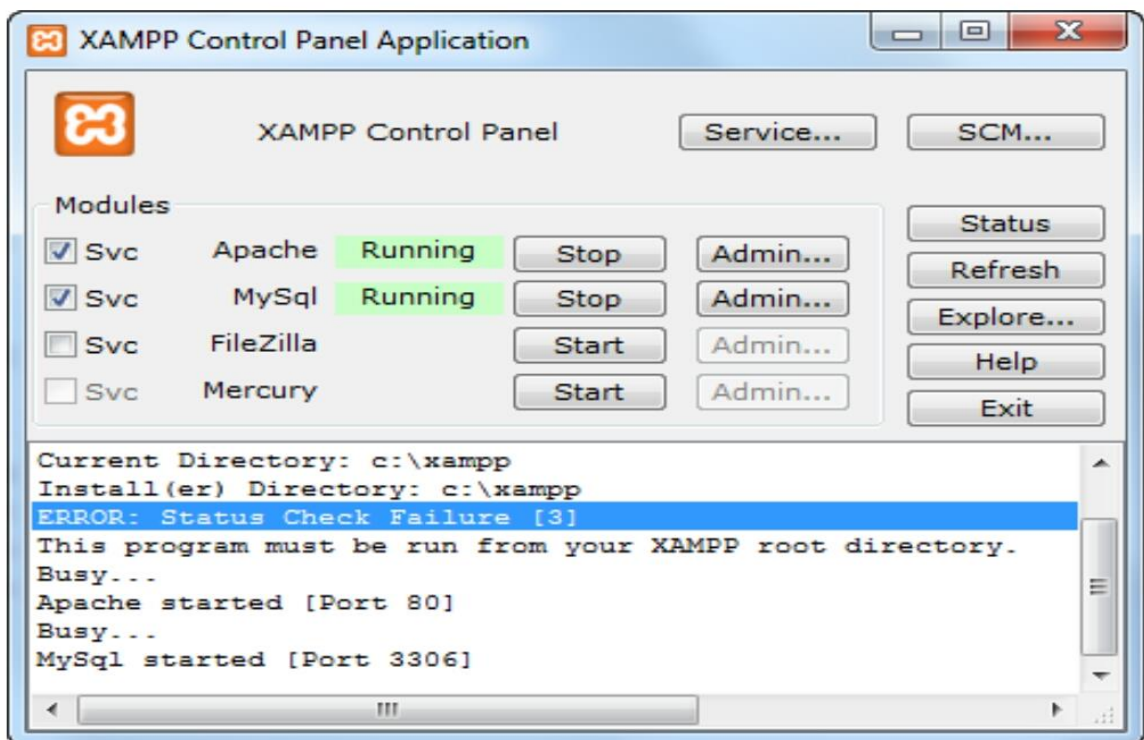 XAMPP Control Panel Application
XAMPP Control Panel Service... SCM...
Modules
Svc Apache Running Stop Admin...
Svc MySql Running Stop Admin...
Svc FileZilla Start Admin...
Svc Mercury Start Admin...
Status
Refresh
Explore...
Help
Exit
Current Directory: c:\xampp
Install(er) Directory: c:\xampp
ERROR: Status Check Failure [3]
This program must be run from your XAMPP root directory.
Busy...
Apache started [Port 80]
Busy...
MySql started [Port 3306]